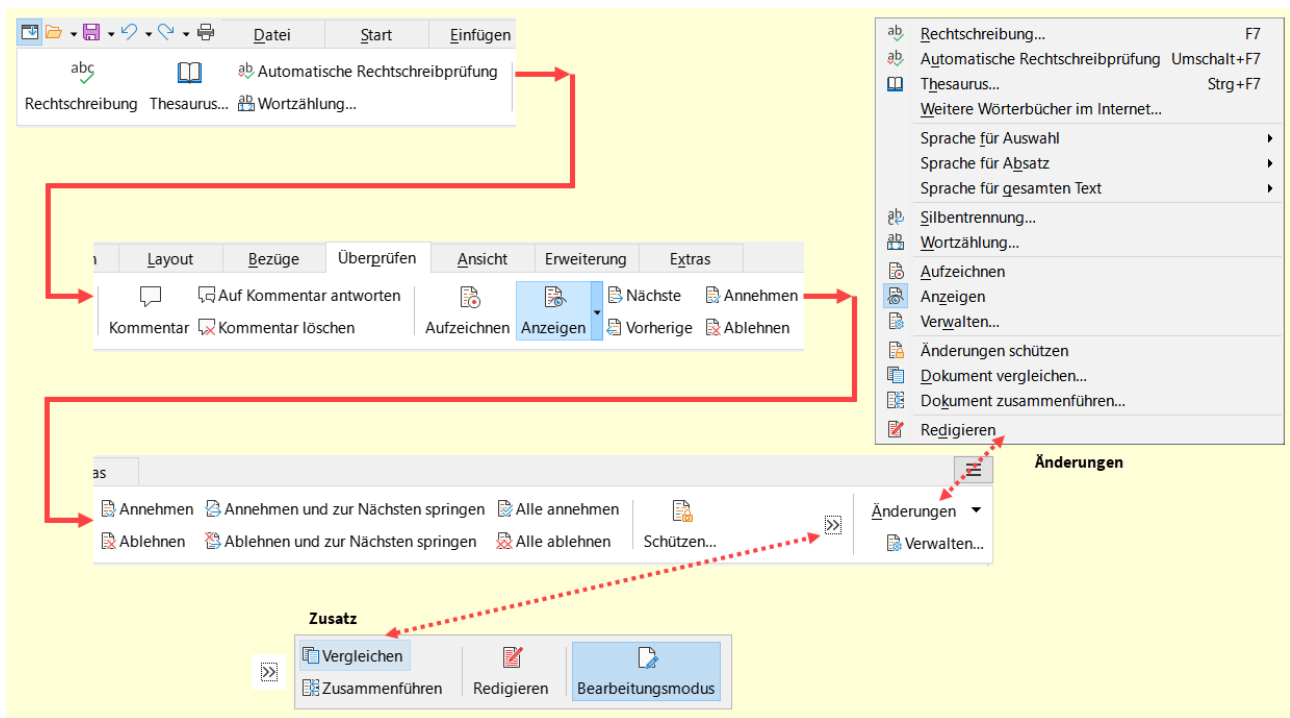 Datei Start Einfügen
abc
Rechtschreibung Thesaurus... Automatische Rechtschreibprüfung
Wortzählung...
Rechtschreibung... F7
Automatische Rechtschreibprüfung Umschalt+F7
Thesaurus... Strg+F7
Weitere Wörterbücher im Internet...
Sprache für Auswahl
Sprache für Absatz
Sprache für gesamten Text
Silbentrennung...
Wortzählung...
Aufzeichnen
Anzeigen
Verwalten...
Änderungen schützen
Dokument vergleichen...
Dokument zusammenführen...
Redigieren
Änderungen
n Layout Bezüge Überprüfen Ansicht Erweiterung Extras
Auf Kommentar antworten Nächste Annehmen
Kommentar Kommentar löschen Aufzeichnen Anzeigen Vorherige Ablehnen
as
Annehmen Annehmen und zur Nächsten springen Alle annehmen Änderungen
Ablehnen Ablehnen und zur Nächsten springen Alle ablehnen Schützen... Verwalten...
Zusatz
Vergleichen
Zusammenführen Redigieren Bearbeitungsmodus